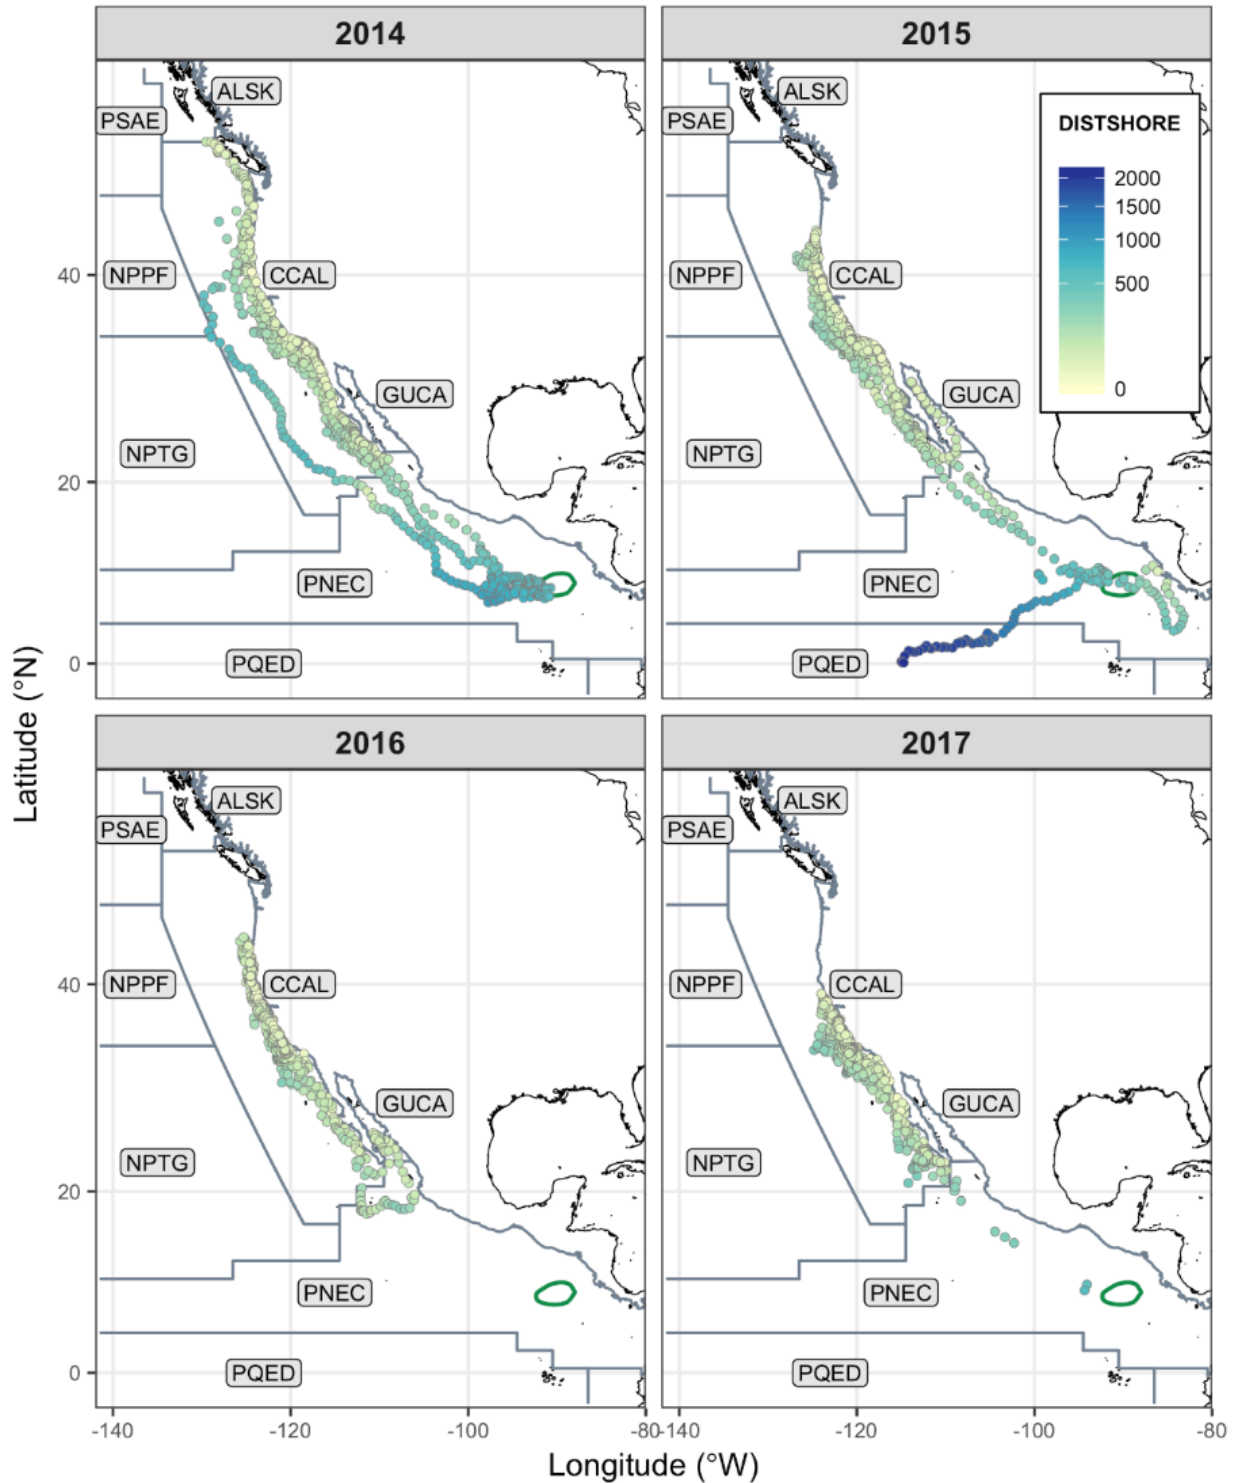 2014
2015
ALSK
PSAE
NPPF
CCAL
GUCA
NPTG
PNEC
PQED
40
20
0
ALSK
PSAE
NPPF
CCAL
GUCA
NPTG
PNEC
PQED
DISTSHORE
2000
1500
1000
500
0
Latitude (°N)
2016
2017
ALSK
PSAE
NPPF
CCAL
GUCA
NPTG
PNEC
PQED
40
20
0
ALSK
PSAE
NPPF
CCAL
GUCA
NPTG
PNEC
PQED
-140
-120
-100
-80
-140
-120
-100
-80
Longitude (°W)